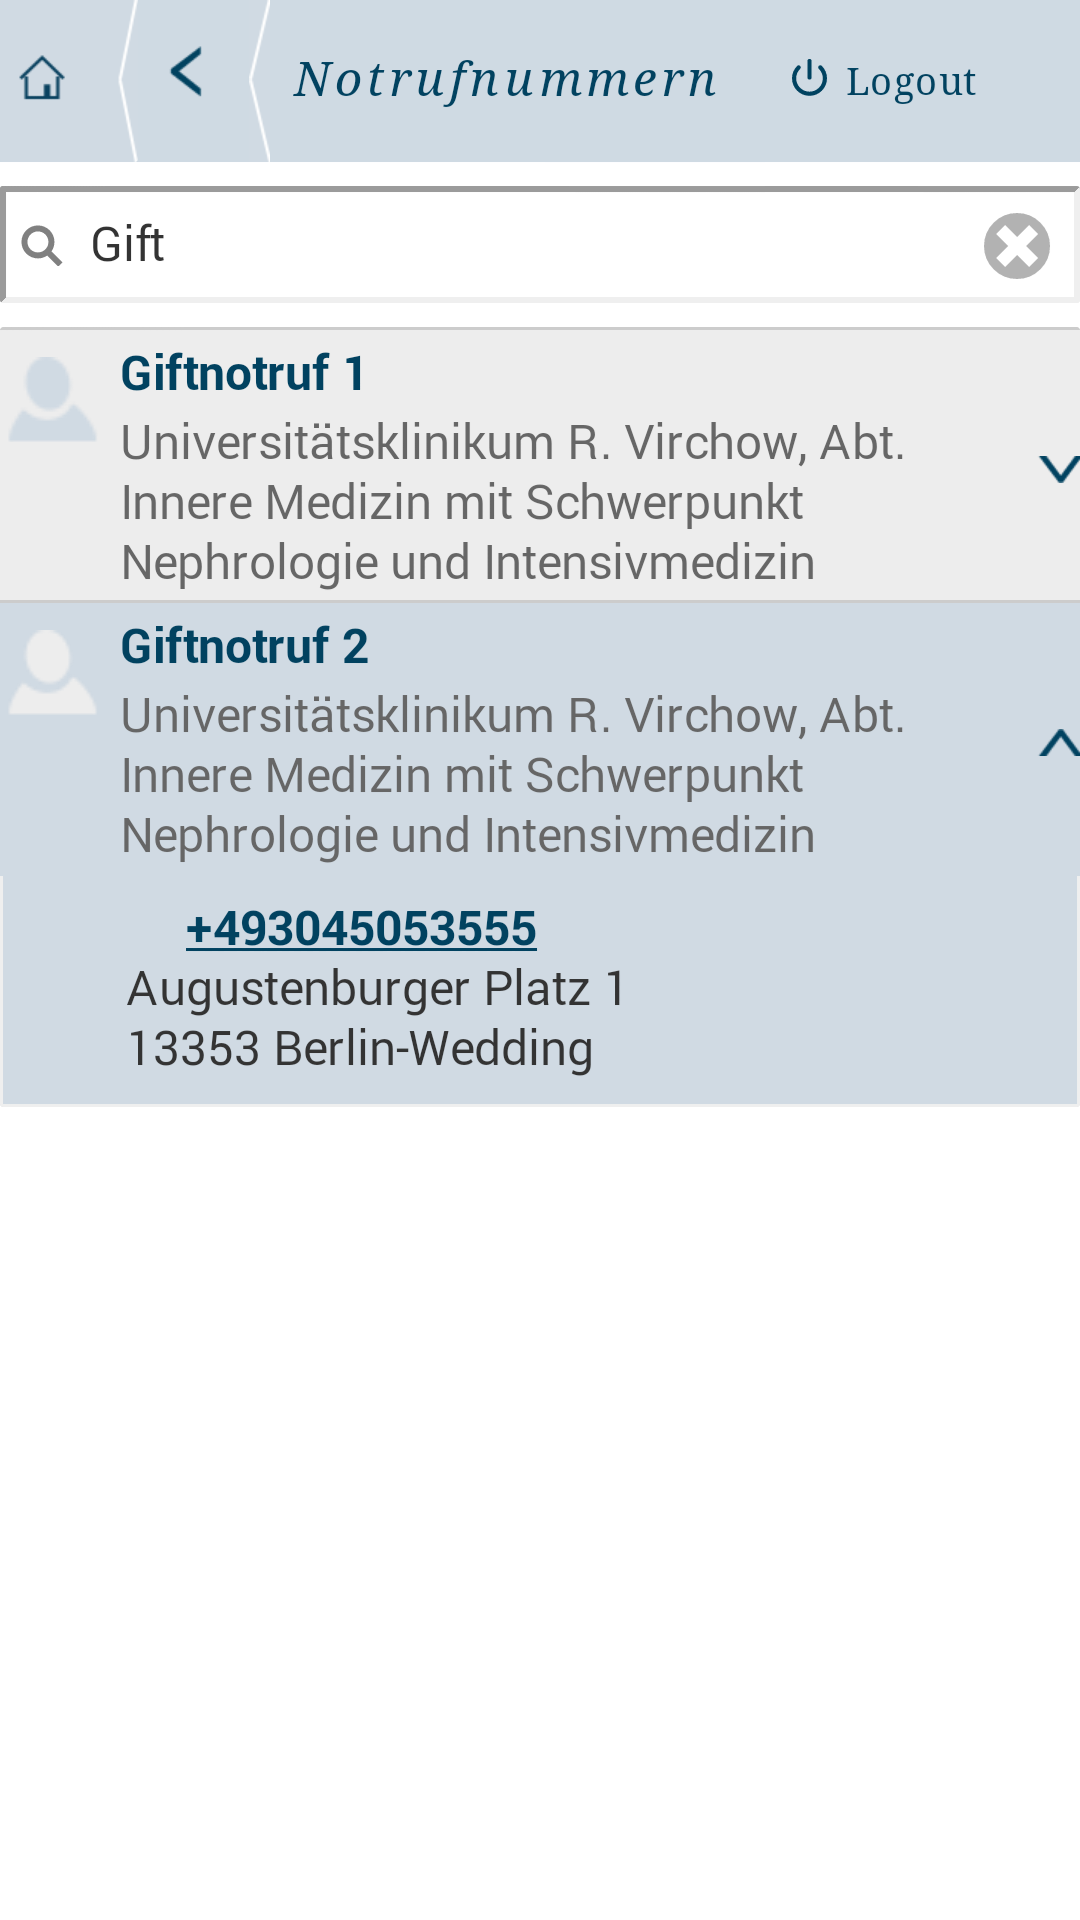 Notrufnummern
Logout
Gift
Giftnotruf 1
Universitätsklinikum R. Virchow, Abt.
Innere Medizin mit Schwerpunkt
Nephrologie und Intensivmedizin
Giftnotruf 2
Universitätsklinikum R. Virchow, Abt.
Innere Medizin mit Schwerpunkt
Nephrologie und Intensivmedizin
+493045053555
Augustenburger Platz 1
13353 Berlin-Wedding